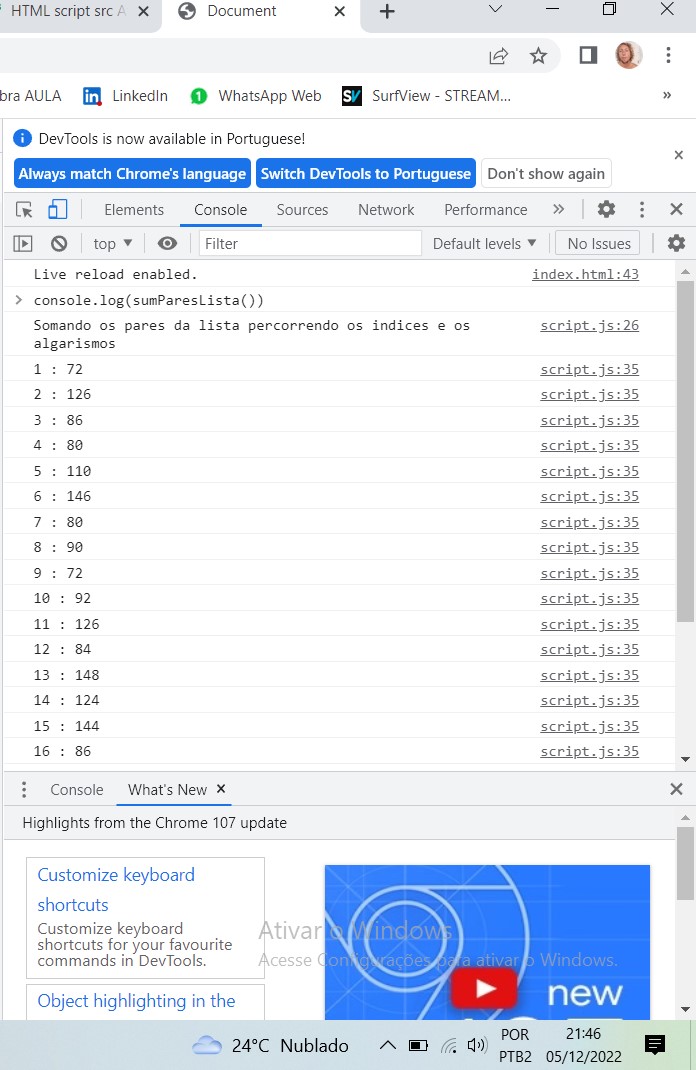 HTML script src A
Document
bra AULA
LinkedIn
WhatsApp Web
SV
SurfView - STREAM...
»
DevTools is now available in Portuguese!
Always match Chrome's language
Switch DevTools to Portuguese
Don't show again
Elements
Console
Sources
Network
Performance
»
top
Filter
Default levels
No Issues
Live reload enabled. index.html:43
> console.log(sumParesLista())
Somando os pares da lista percorrendo os indices e os script.js:26
algarismos
1 : 72 script.js:35
2 : 126 script.js:35
3 : 86 script.js:35
4 : 80 script.js:35
5 : 110 script.js:35
6 : 146 script.js:35
7 : 80 script.js:35
8 : 90 script.js:35
9 : 72 script.js:35
10 : 92 script.js:35
11 : 126 script.js:35
12 : 84 script.js:35
13 : 148 script.js:35
14 : 124 script.js:35
15 : 144 script.js:35
16 : 86 script.js:35
Console
What's New
Highlights from the Chrome 107 update
Customize keyboard
shortcuts
Customize keyboard
shortcuts for your favourite
commands in DevTools.
Object highlighting in the
new
Ativar o Windows
Acesse Configurações para ativar o Windows.
24°C Nublado
POR
PTB2
21:46
05/12/2022